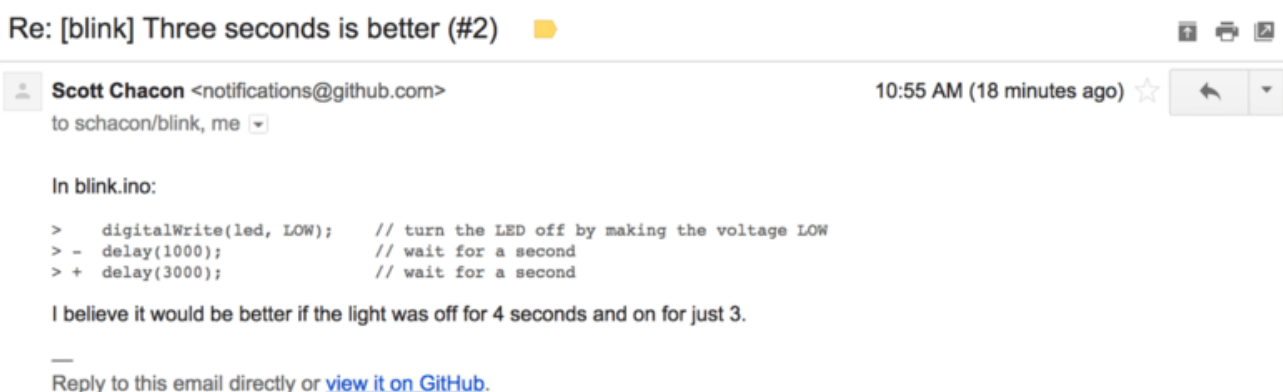 Re: [blink] Three seconds is better (#2)
Scott Chacon <notifications@github.com> 10:55 AM (18 minutes ago)
to schacon/blink, me
In blink.ino:
>    digitalWrite(led, LOW);    // turn the LED off by making the voltage LOW
> -  delay(1000);               // wait for a second
> +  delay(3000);               // wait for a second
I believe it would be better if the light was off for 4 seconds and on for just 3.
—
Reply to this email directly or view it on GitHub.